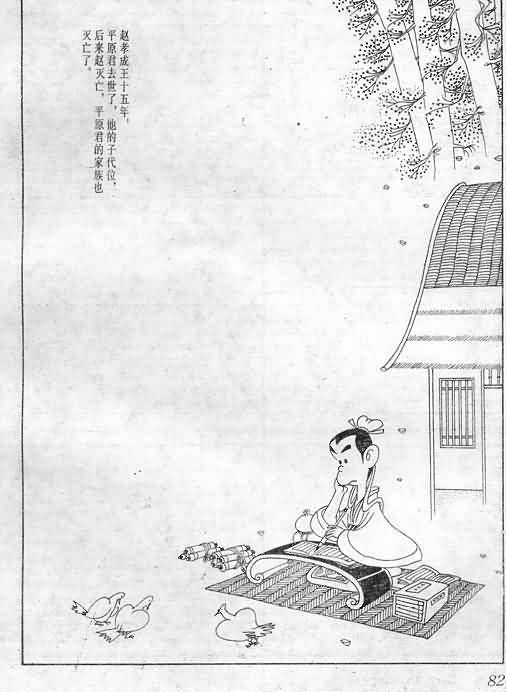 赵孝成王十五年，
平原君去世了，他的子代位，
后来赵灭亡，平原君的家族也
灭亡了。
82